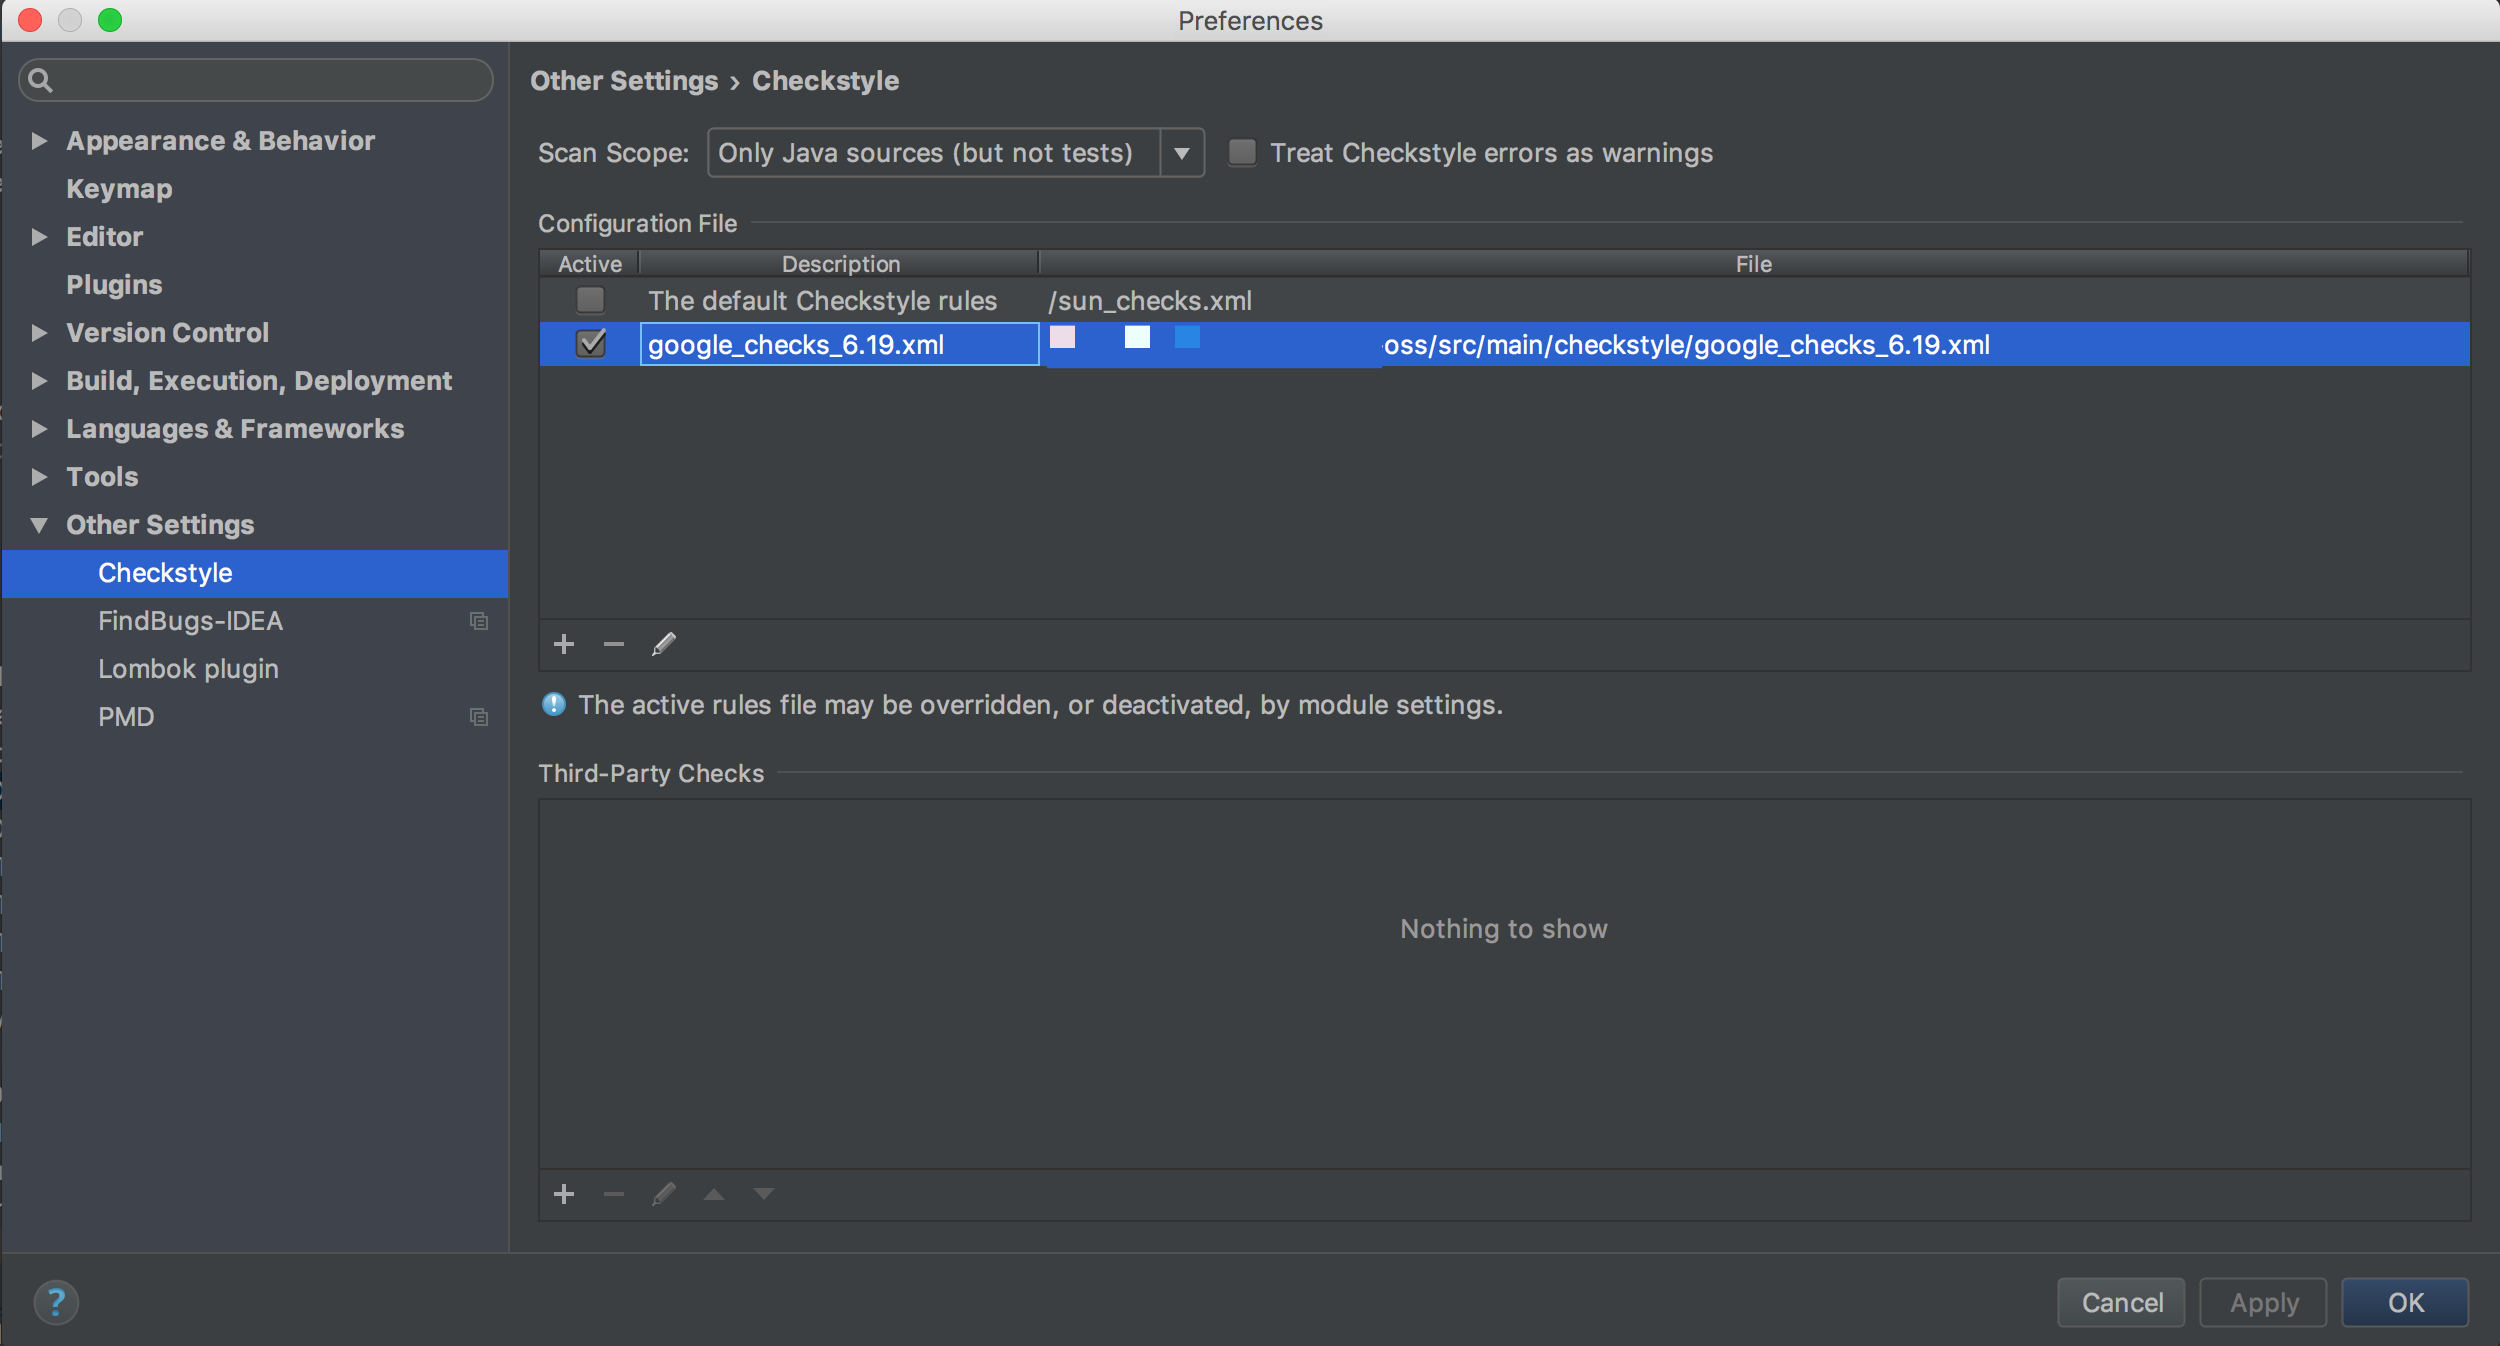 Preferences
Other Settings › Checkstyle
Appearance & Behavior
Keymap
Editor
Plugins
Version Control
Build, Execution, Deployment
Languages & Frameworks
Tools
Other Settings
Checkstyle
FindBugs-IDEA
Lombok plugin
PMD
Scan Scope: Only Java sources (but not tests) Treat Checkstyle errors as warnings
Configuration File
Active Description File
The default Checkstyle rules /sun_checks.xml
google_checks_6.19.xml oss/src/main/checkstyle/google_checks_6.19.xml
The active rules file may be overridden, or deactivated, by module settings.
Third-Party Checks
Nothing to show
? Cancel Apply OK